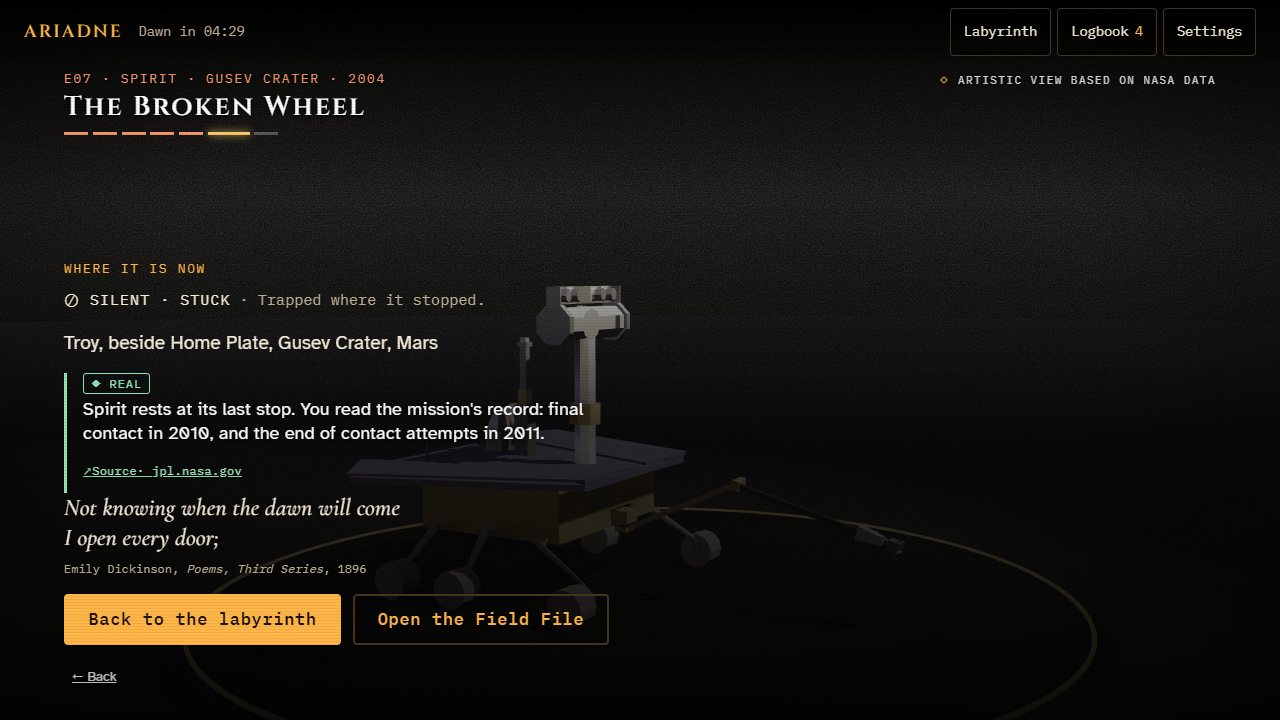 ARIADNE Dawn in 04:29 Labyrinth Logbook 4 Settings
E07 · SPIRIT · GUSEV CRATER · 2004
◇ ARTISTIC VIEW BASED ON NASA DATA
The Broken Wheel
WHERE IT IS NOW
SILENT · STUCK · Trapped where it stopped.
Troy, beside Home Plate, Gusev Crater, Mars
◆ REAL
Spirit rests at its last stop. You read the mission's record: final
contact in 2010, and the end of contact attempts in 2011.
↗Source· jpl.nasa.gov
Not knowing when the dawn will come
I open every door;
Emily Dickinson, Poems, Third Series, 1896
Back to the labyrinth Open the Field File
← Back